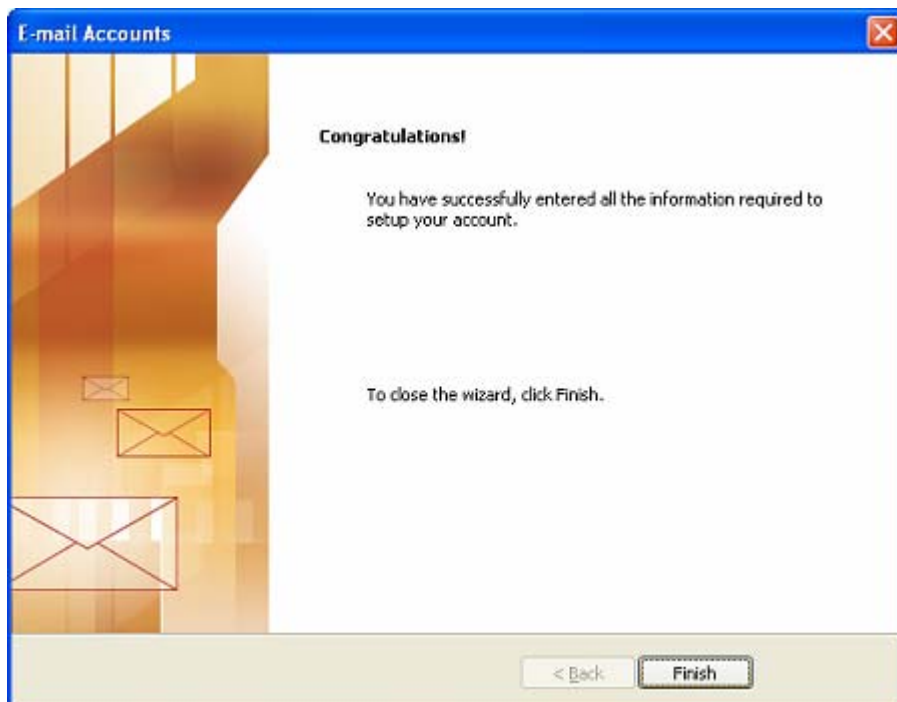 E-mail Accounts
Congratulations!
You have successfully entered all the information required to
setup your account.
To close the wizard, click Finish.
< Back
Finish